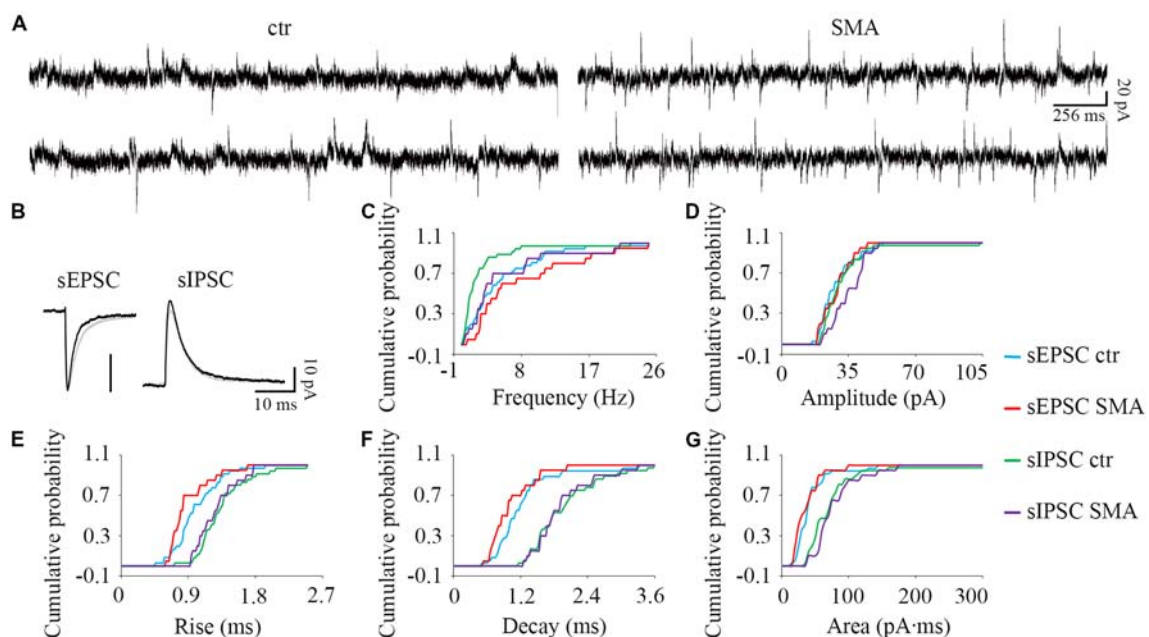 A
ctr
SMA
20 pA
256 ms
B
sEPSC
sIPSC
10 pA
10 ms
C
Cumulative probability
1.1
0.7
0.3
-0.1
-1 8 17 26
Frequency (Hz)
D
Cumulative probability
1.1
0.7
0.3
-0.1
0 35 70 105
Amplitude (pA)
sEPSC ctr
sEPSC SMA
sIPSC ctr
sIPSC SMA
E
Cumulative probability
1.1
0.7
0.3
-0.1
0 0.9 1.8 2.7
Rise (ms)
F
Cumulative probability
1.1
0.7
0.3
-0.1
0 1.2 2.4 3.6
Decay (ms)
G
Cumulative probability
1.1
0.7
0.3
-0.1
0 100 200 300
Area (pA·ms)